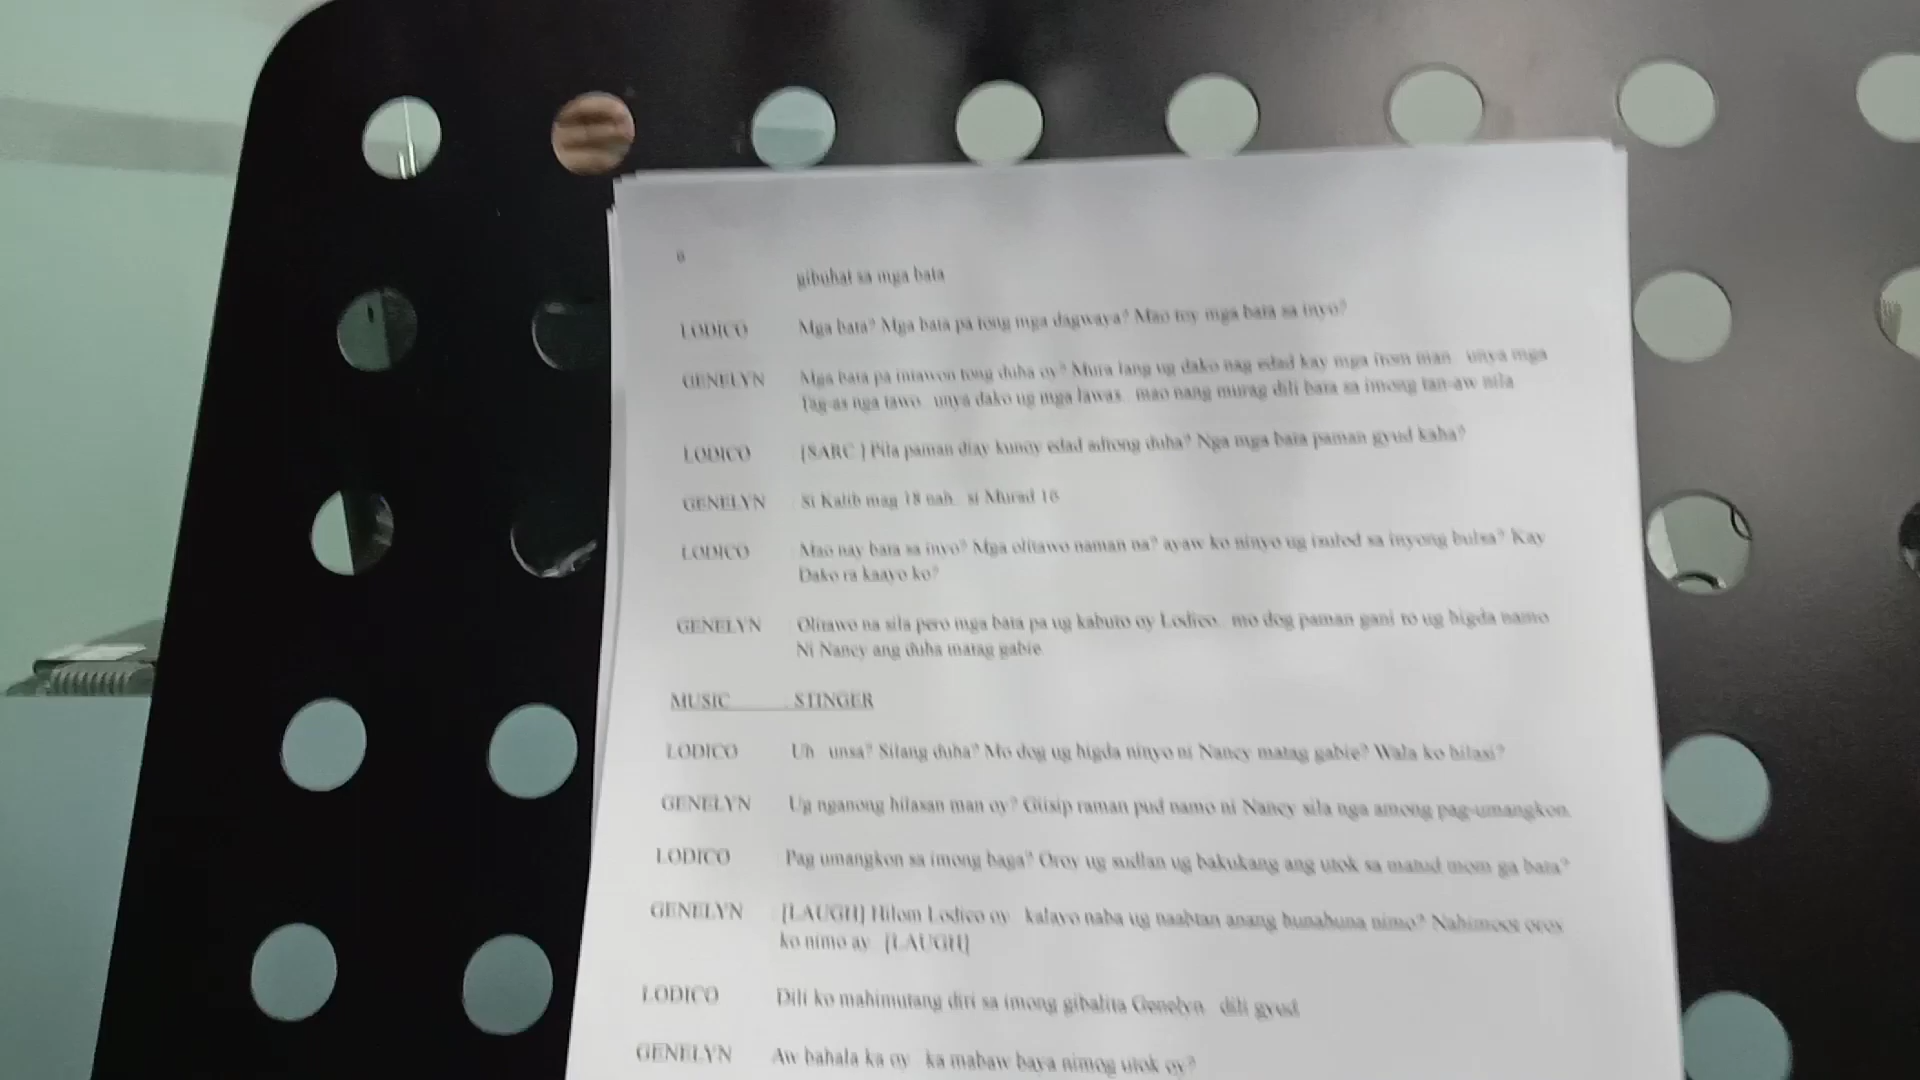 6
gibuhat sa mga bata
LODICO Mga bata? Mga bata pa tong mga dagwaya? Mao toy mga bata sa inyo?
GENELYN Mga bata pa intawon tong duha oy? Mura lang ug dako nag edad kay mga from man unya mga
Tag-as nga tawo unya dako ug mga lawas mao nang murag dili bata sa imong tan-aw nila
LODICO [SARC ] Pila paman diay kunoy edad adtong duha? Nga mga bata paman gyud kaha?
GENELYN Si Kalib mag 18 pah si Murad 16
LODICO Mao nay bata sa inyo? Mga olitawo naman na? ayaw ko ninyo ug isulod sa inyong bulsa? Kay
Dako ra kaayo ko?
GENELYN Olitawo na sila pero mga bata pa ug kabuto oy Lodico mo dog paman gani to ug higda namo
Ni Nancy ang duha matag gabie
MUSIC STINGER
LODICO Uh unsa? Silang duha? Mo dog ug higda ninyo ni Nancy matag gabie? Wala ko hilasi?
GENELYN Ug nganong hilasan man oy? Giisip raman pud namo ni Nancy sila nga among pag-umangkon.
LODICO Pag umangkon sa imong baga? Oroy ug sudlan ug bakukang ang utok sa matud mom ga bata?
GENELYN [LAUGH] Hilom Lodico oy kalayo naba ug naabtan anang hunahuna nimo? Nahimoot oroy
ko nimo ay [LAUGH]
LODICO Dili ko mahimutang diri sa imong gibalita Genelyn dili gyud
GENELYN Aw bahala ka oy ka mabaw baya nimog utok oy?